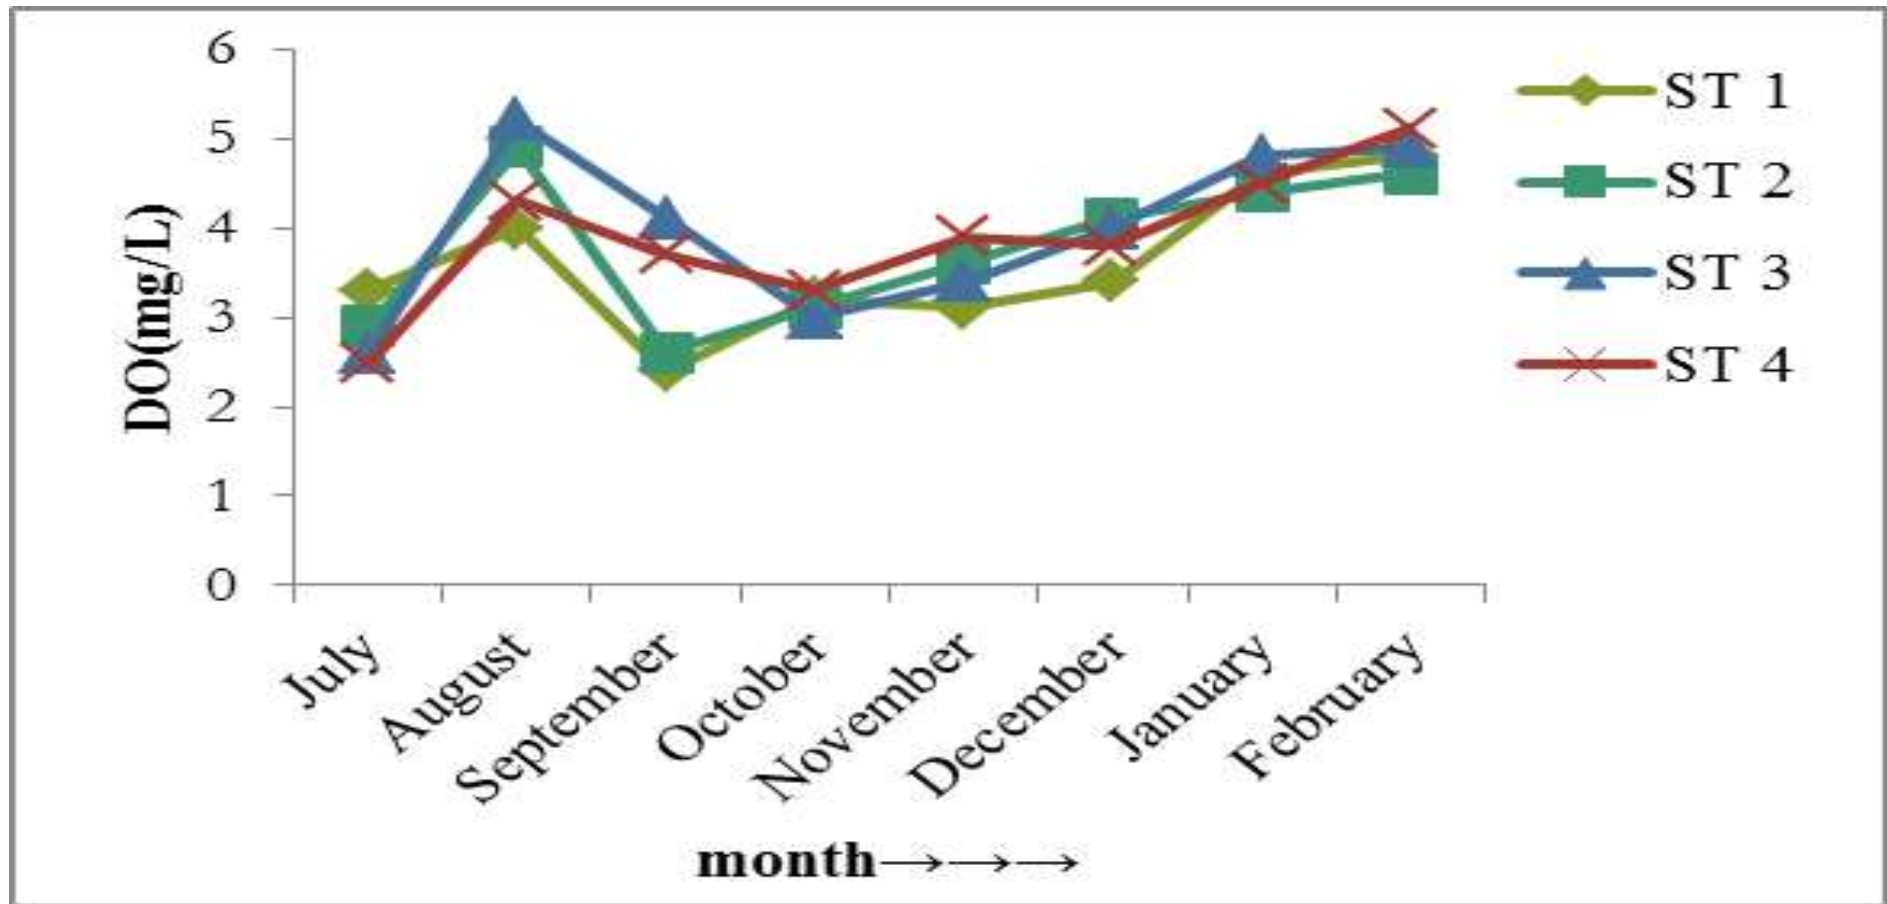 6
5
4
3
2
1
0
DO(mg/L)
July
August
September
October
November
December
January
February
month→→→
ST 1
ST 2
ST 3
ST 4